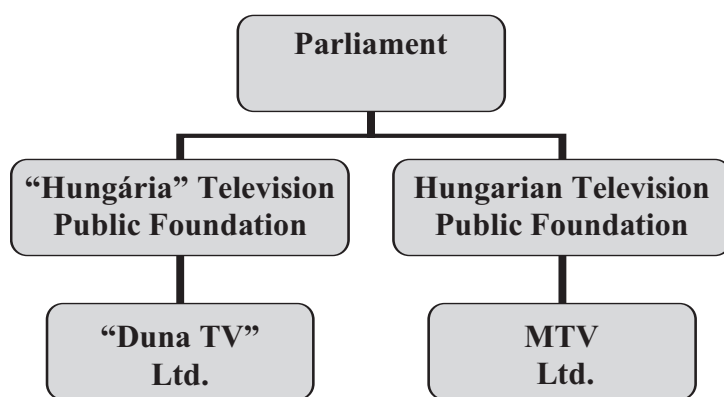 Parliament
“Hungária” Television
Public Foundation
Hungarian Television
Public Foundation
“Duna TV”
Ltd.
MTV
Ltd.